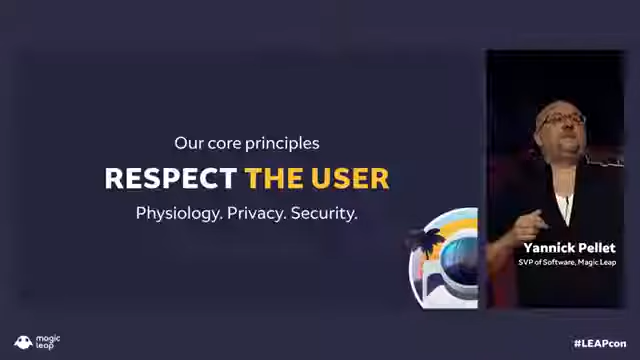 Our core principles
RESPECT THE USER
Physiology. Privacy. Security.
Yannick Pellet
SVP of Software, Magic Leap
magic
leap
#LEAPcon